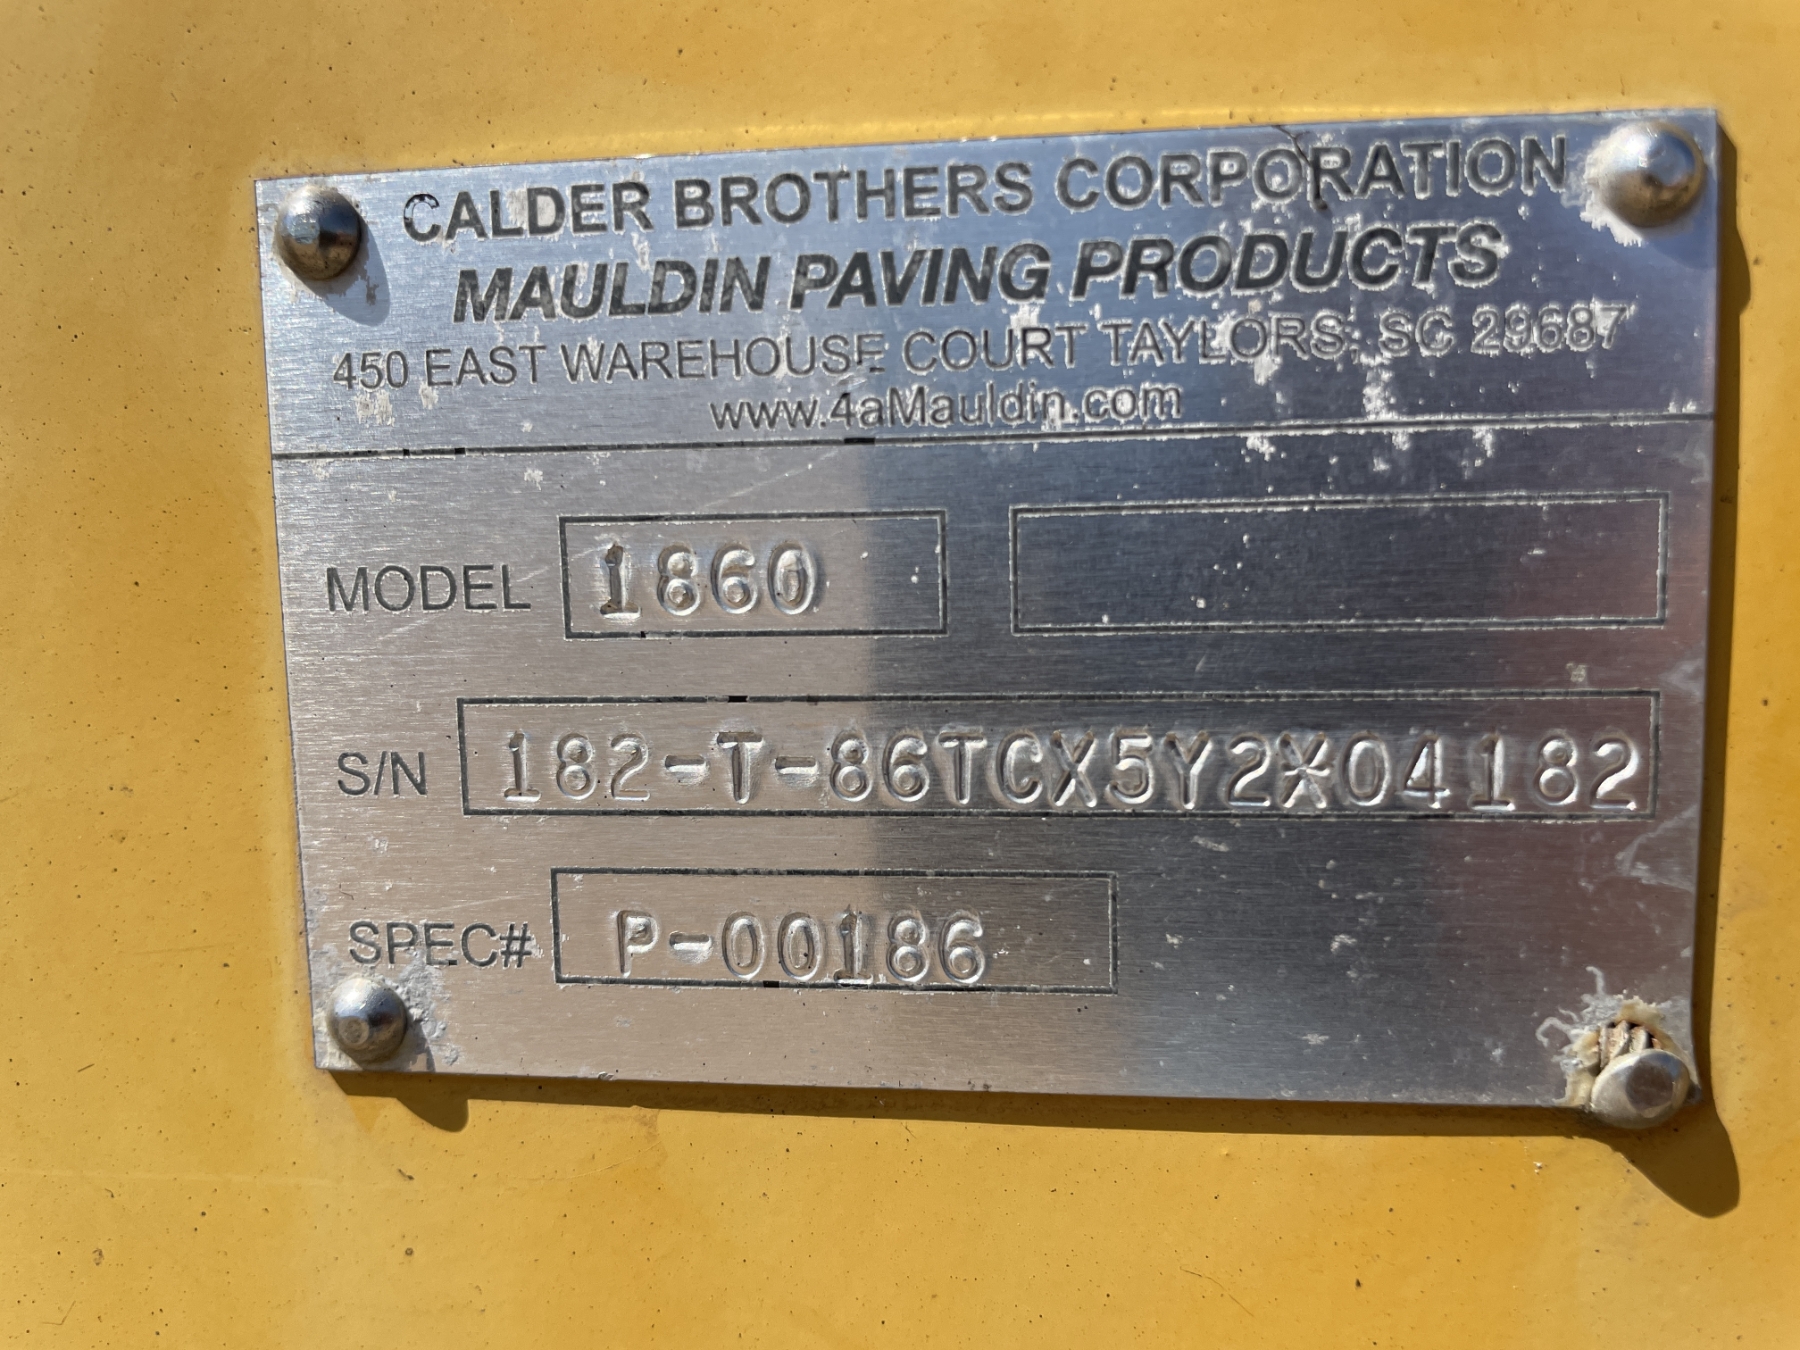 CALDER BROTHERS CORPORATION
MAULDIN PAVING PRODUCTS
450 EAST WAREHOUSE COURT TAYLORS, SC 29687
www.4aMauldin.com
MODEL 1860
S/N 182-T-86TCX5Y2X04182
SPEC# P-00186